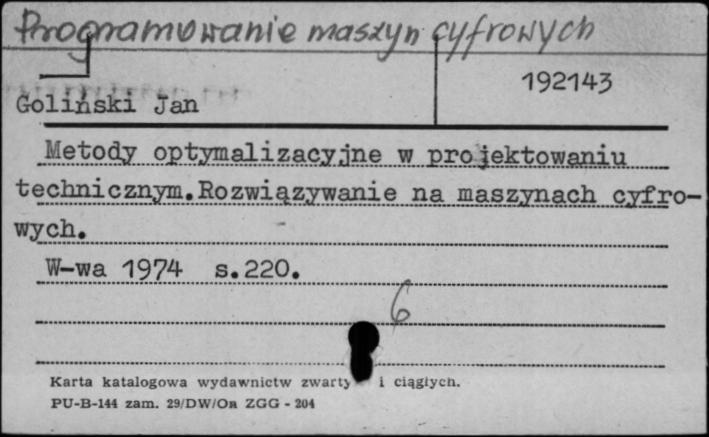 Programowanie maszyn cyfrowych
192143
Goliński Jan
Metody optymalizacyjne w projektowaniu
technicznym.Rozwiązywanie na maszynach cyfro-
wych.
W-wa 1974 s.220.
6
Karta katalogowa wydawnictw zwarty i ciągłych.
PU-B-144 zam. 29/DW/On ZGG - 204